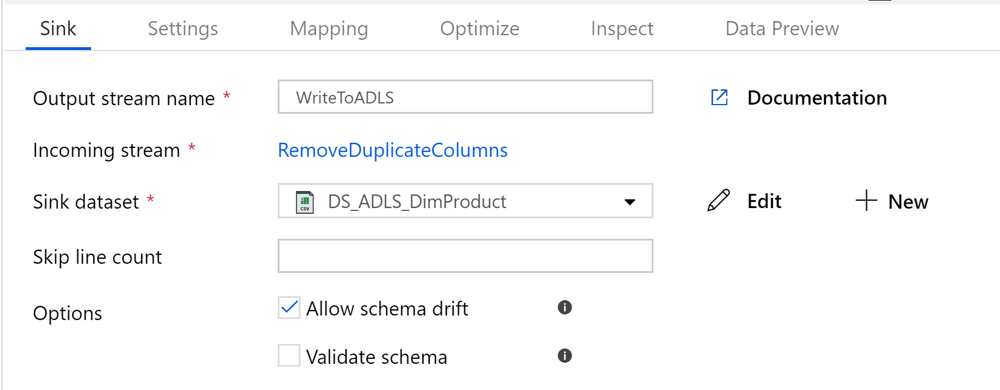 Sink Settings Mapping Optimize Inspect Data Preview
Output stream name * WriteToADLS Documentation
Incoming stream * RemoveDuplicateColumns
Sink dataset * CSV DS_ADLS_DimProduct Edit New
Skip line count
Options Allow schema drift
Validate schema